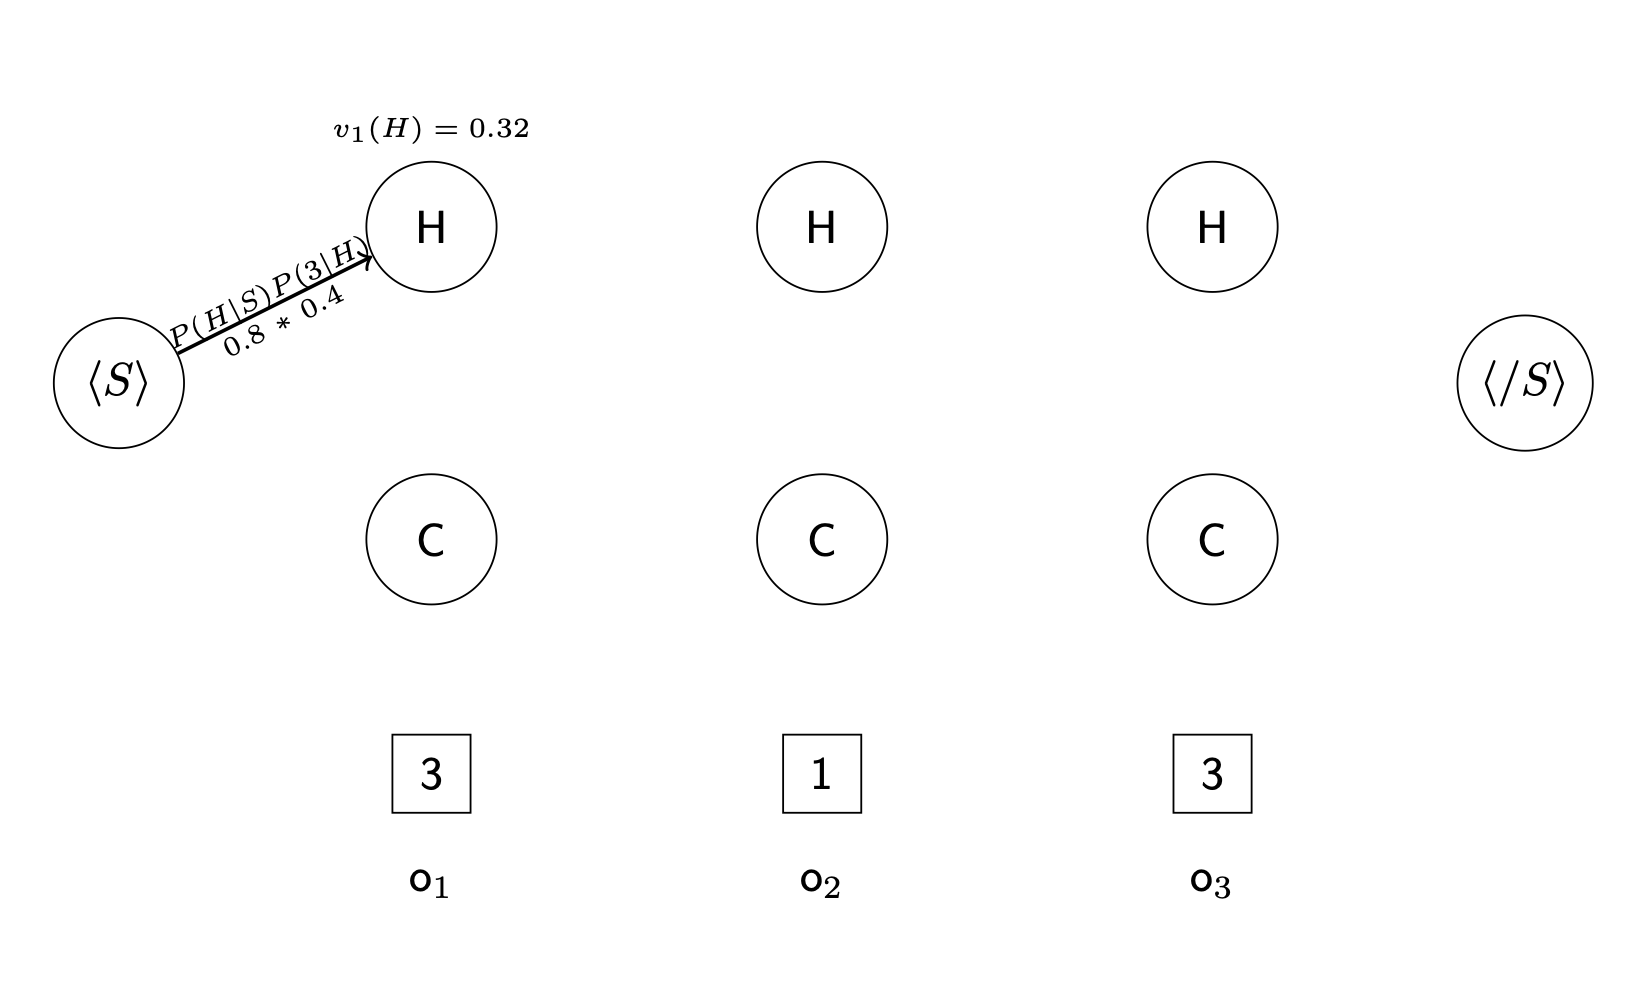 v₁(H) = 0.32
H H H
P(H|S)P(3|H)
0.8 * 0.4
⟨S⟩ ⟨/S⟩
C C C
3 1 3
o₁ o₂ o₃